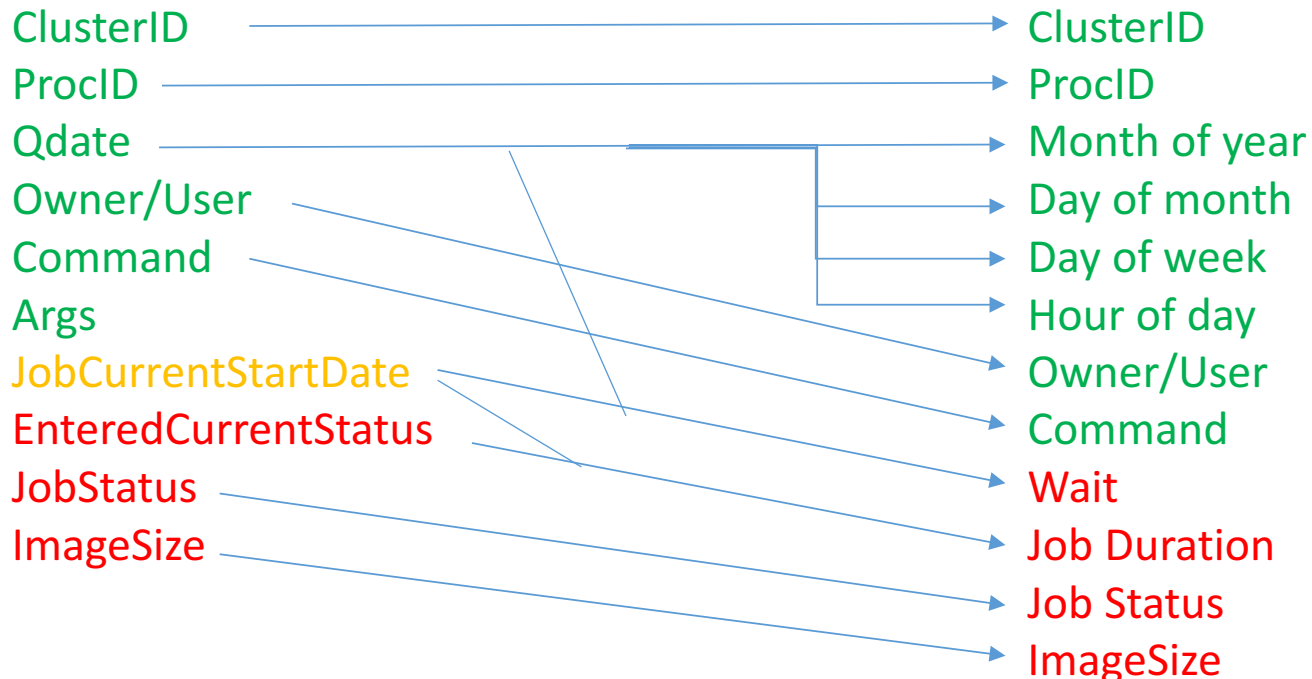 ClusterID
ProcID
Qdate
Owner/User
Command
Args
JobCurrentStartDate
EnteredCurrentStatus
JobStatus
ImageSize
ClusterID
ProcID
Month of year
Day of month
Day of week
Hour of day
Owner/User
Command
Wait
Job Duration
Job Status
ImageSize